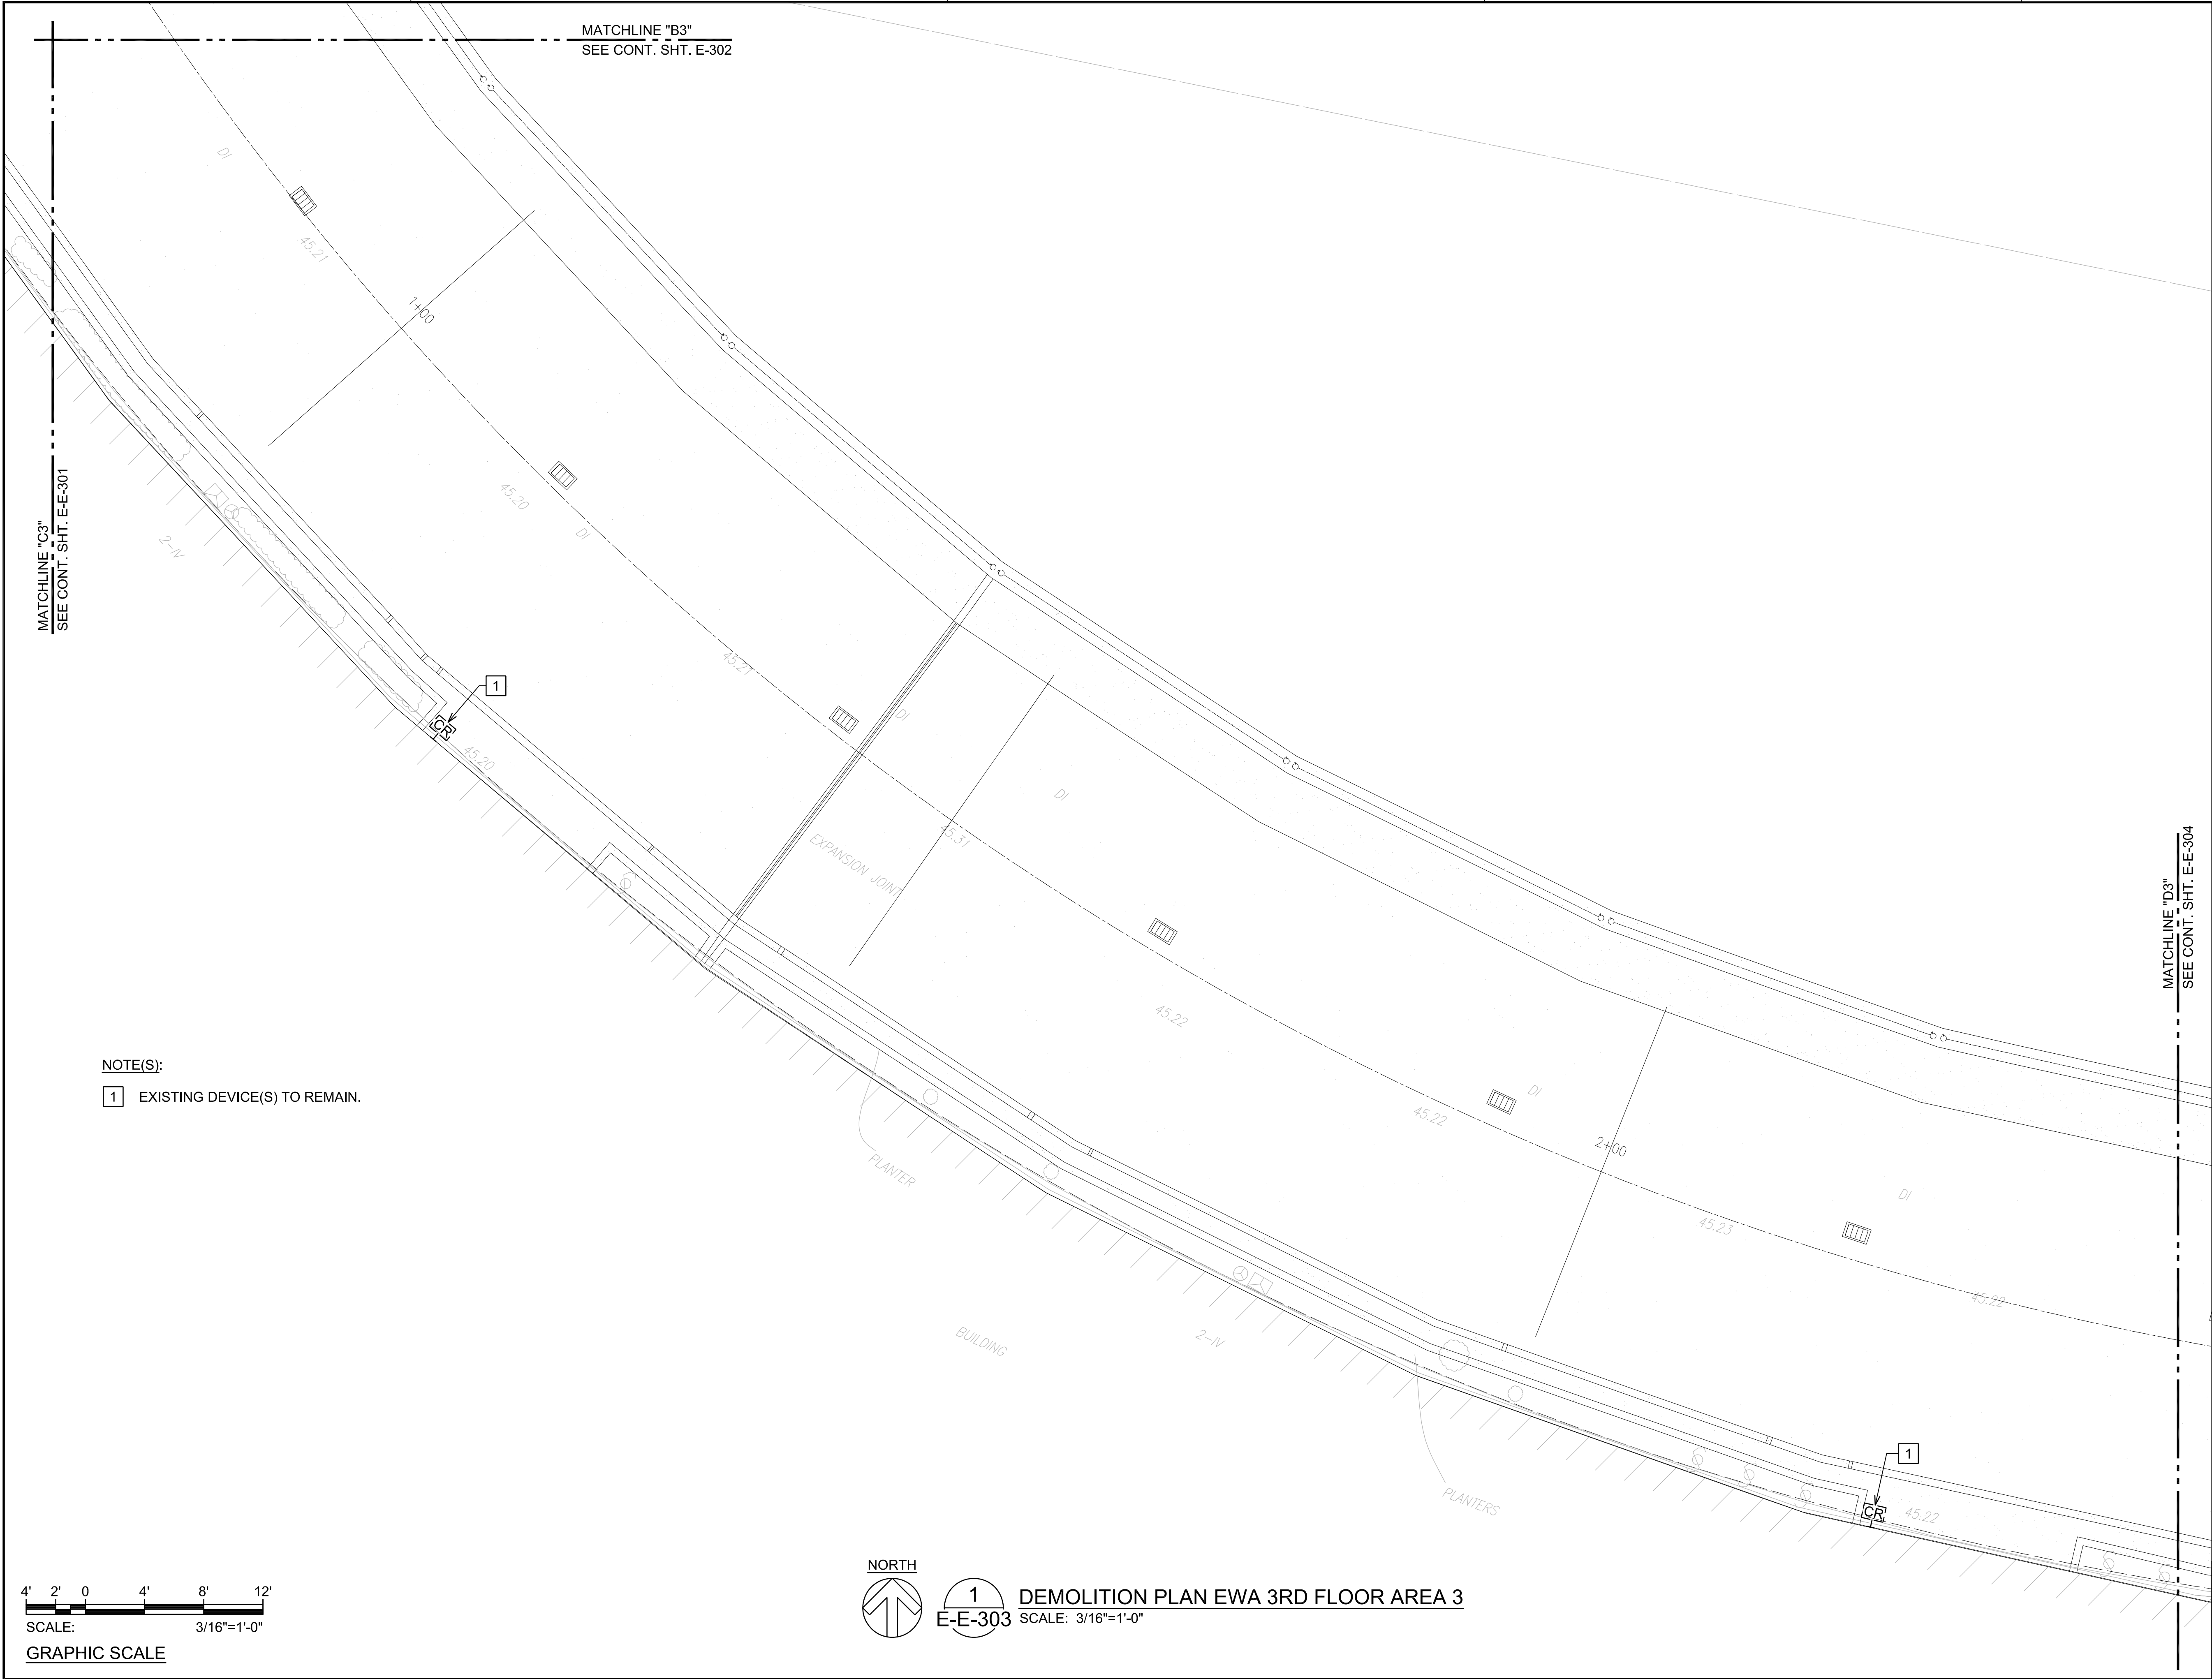 MATCHLINE "B3"
SEE CONT. SHT. E-302
DI
45.21
1+00
MATCHLINE "C3"
SEE CONT. SHT. E-E-301
2-IV
45.20
DI
45.21
1
CR
45.20
DI
DI
45.31
EXPANSION JOINT
MATCHLINE "D3"
SEE CONT. SHT. E-E-304
45.22
NOTE(S):
1 EXISTING DEVICE(S) TO REMAIN.
DI
45.22
2+00
PLANTER
DI
45.23
45.22
BUILDING
2-IV
1
PLANTERS
CR
45.22
4' 2' 0 4' 8' 12'
SCALE: 3/16"=1'-0"
GRAPHIC SCALE
NORTH
1
E-E-303
DEMOLITION PLAN EWA 3RD FLOOR AREA 3
SCALE: 3/16"=1'-0"